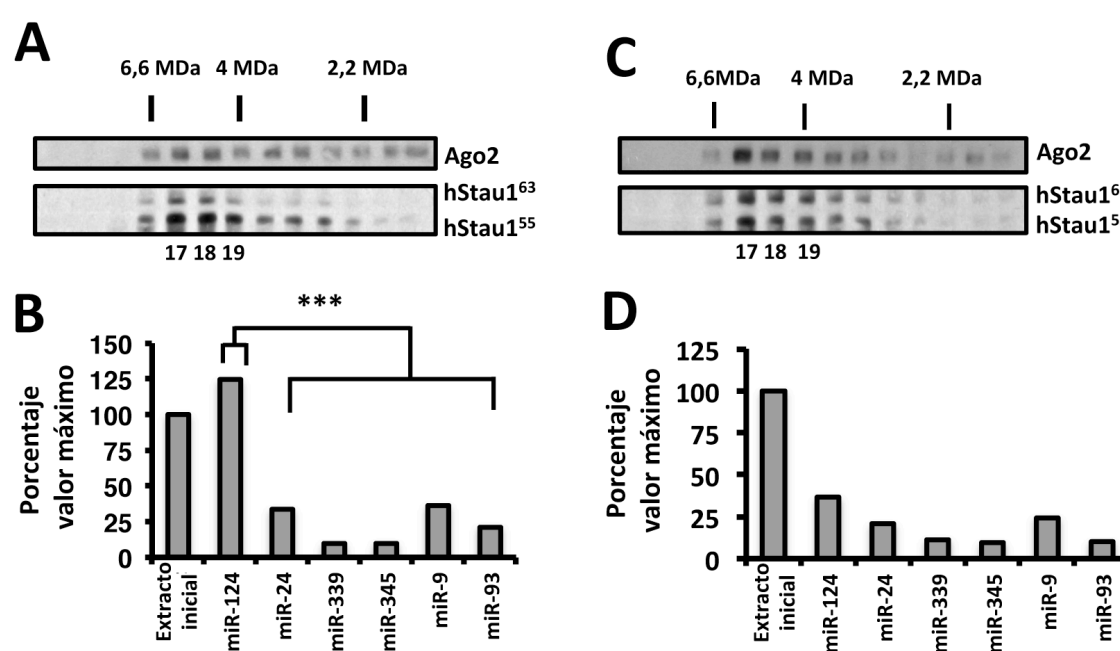 A
6,6 MDa 4 MDa 2,2 MDa
Ago2
hStau1⁶³
hStau1⁵⁵
17 18 19
C
6,6MDa 4 MDa 2,2 MDa
Ago2
hStau1⁶
hStau1⁵
17 18 19
B
***
Porcentaje
valor máximo
150
125
100
75
50
25
0
Extracto
inicial
miR-124
miR-24
miR-339
miR-345
miR-9
miR-93
D
Porcentaje
valor máximo
125
100
75
50
25
0
Extracto
inicial
miR-124
miR-24
miR-339
miR-345
miR-9
miR-93